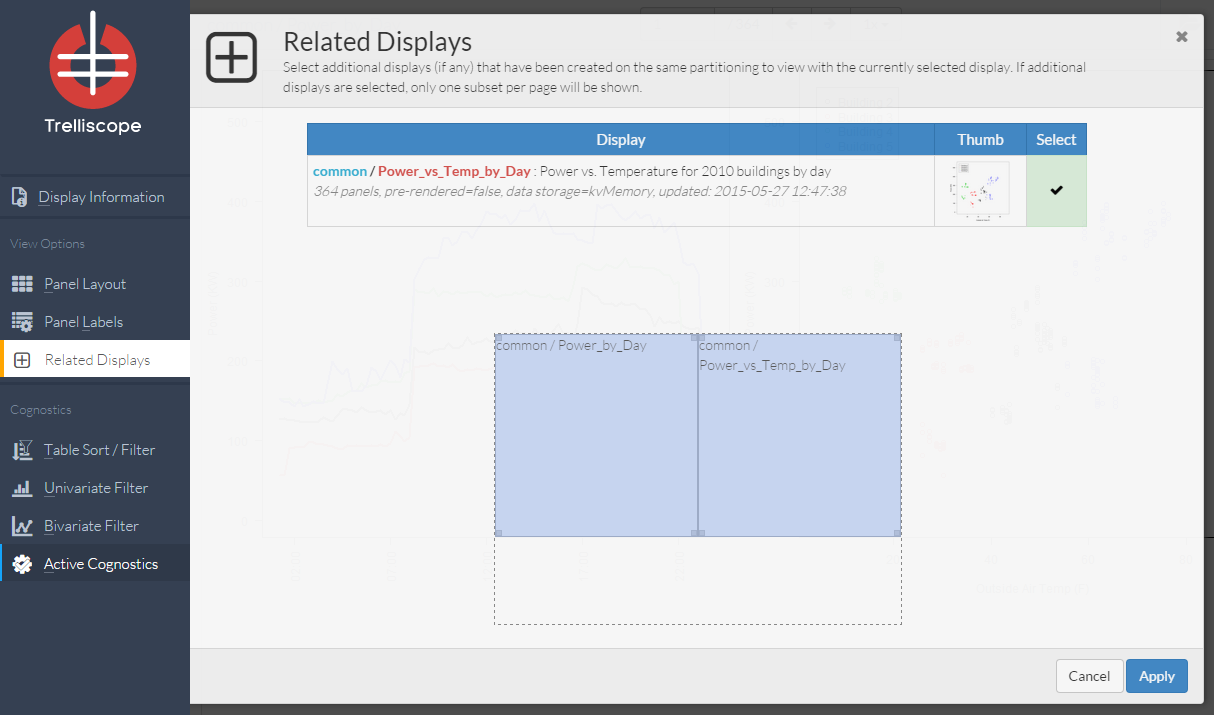 Trelliscope
Display Information
View Options
Panel Layout
Panel Labels
Related Displays
Cognostics
Table Sort / Filter
Univariate Filter
Bivariate Filter
Active Cognostics
Related Displays
Select additional displays (if any) that have been created on the same partitioning to view with the currently selected display. If additional
displays are selected, only one subset per page will be shown.
Display Thumb Select
common / Power_vs_Temp_by_Day : Power vs. Temperature for 2010 buildings by day
364 panels, pre-rendered=false, data storage=kvMemory, updated: 2015-05-27 12:47:38
common / Power_by_Day
common /
Power_vs_Temp_by_Day
Cancel Apply